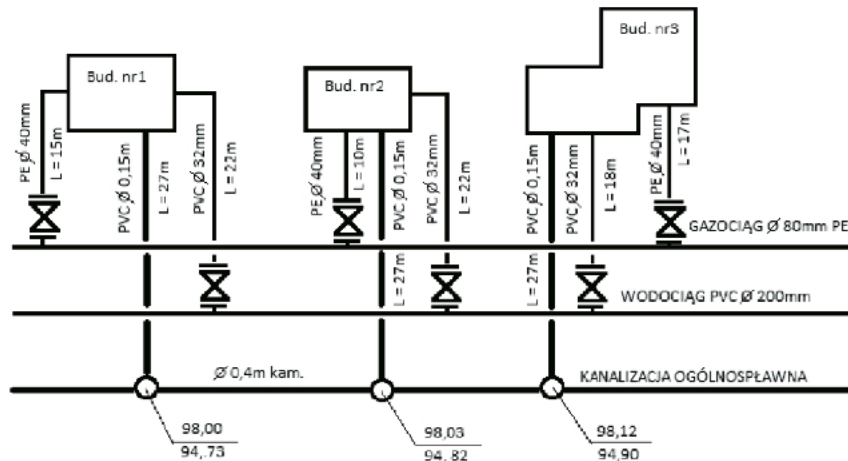 Bud. nr3
Bud. nr1
Bud. nr2
PE Ø 40mm
L = 15m
PVC Ø 0,15m
L = 27m
PVC Ø 32mm
L = 22m
PE Ø 40mm
L = 10m
PVC Ø 0,15m
L = 27m
PVC Ø 32mm
L = 22m
PVC Ø 0,15m
L = 27m
PVC Ø 32mm
L = 18m
PE Ø 40mm
L = 17m
GAZOCIĄG Ø 80mm PE
WODOCIĄG PVC Ø 200mm
Ø 0,4m kam.
KANALIZACJA OGÓLNOSPŁAWNA
98,00
94,73
98,03
94,82
98,12
94,90